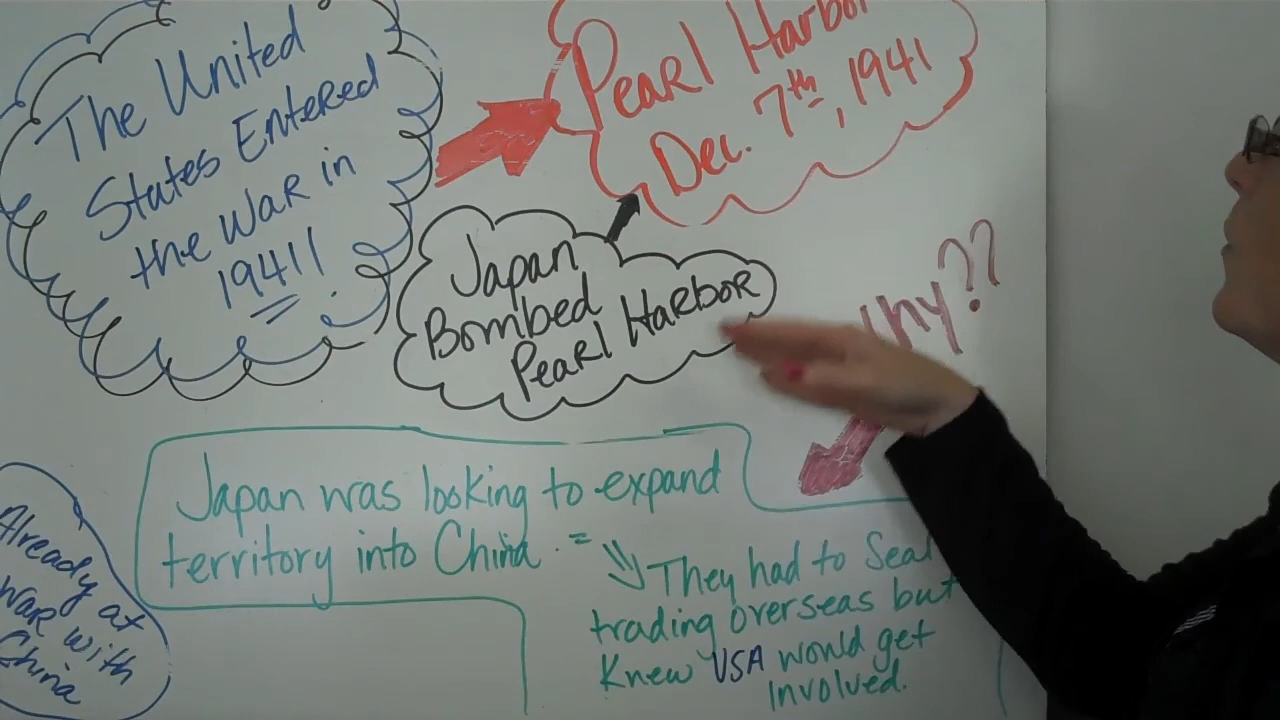 The United
States Entered
the War in
1941!
Pearl Harbor
Dec. 7th, 1941
Japan
Bombed
Pearl Harbor
Why??
Japan was looking to expand
territory into China.
They had to Seal
trading overseas but
Knew USA would get
involved.
Already at
war with
China